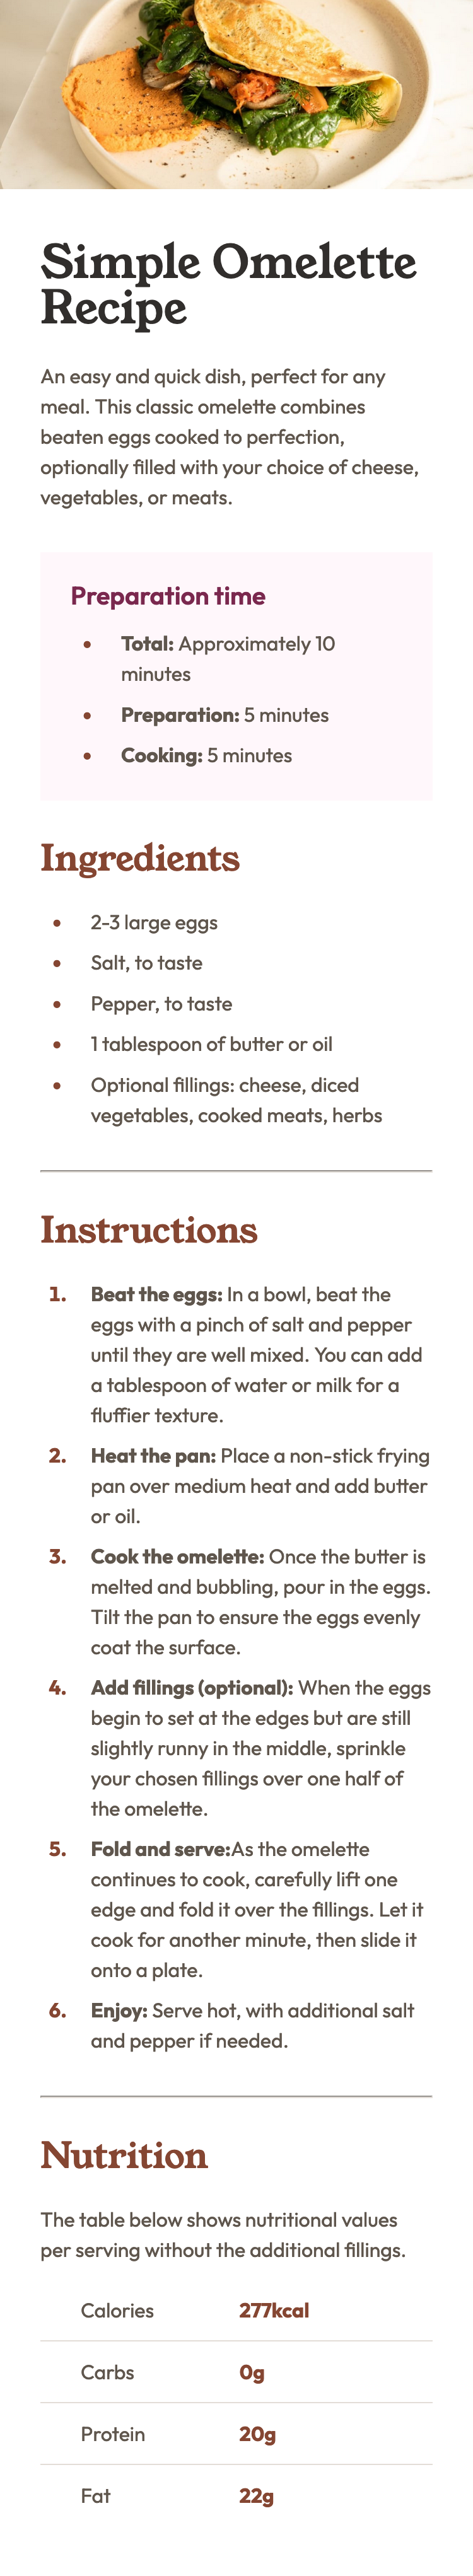 Simple Omelette
Recipe
An easy and quick dish, perfect for any
meal. This classic omelette combines
beaten eggs cooked to perfection,
optionally filled with your choice of cheese,
vegetables, or meats.
Preparation time
• Total: Approximately 10
minutes
• Preparation: 5 minutes
• Cooking: 5 minutes
Ingredients
• 2-3 large eggs
• Salt, to taste
• Pepper, to taste
• 1 tablespoon of butter or oil
• Optional fillings: cheese, diced
vegetables, cooked meats, herbs
Instructions
1. Beat the eggs: In a bowl, beat the
eggs with a pinch of salt and pepper
until they are well mixed. You can add
a tablespoon of water or milk for a
fluffier texture.
2. Heat the pan: Place a non-stick frying
pan over medium heat and add butter
or oil.
3. Cook the omelette: Once the butter is
melted and bubbling, pour in the eggs.
Tilt the pan to ensure the eggs evenly
coat the surface.
4. Add fillings (optional): When the eggs
begin to set at the edges but are still
slightly runny in the middle, sprinkle
your chosen fillings over one half of
the omelette.
5. Fold and serve:As the omelette
continues to cook, carefully lift one
edge and fold it over the fillings. Let it
cook for another minute, then slide it
onto a plate.
6. Enjoy: Serve hot, with additional salt
and pepper if needed.
Nutrition
The table below shows nutritional values
per serving without the additional fillings.
Calories 277kcal
Carbs 0g
Protein 20g
Fat 22g